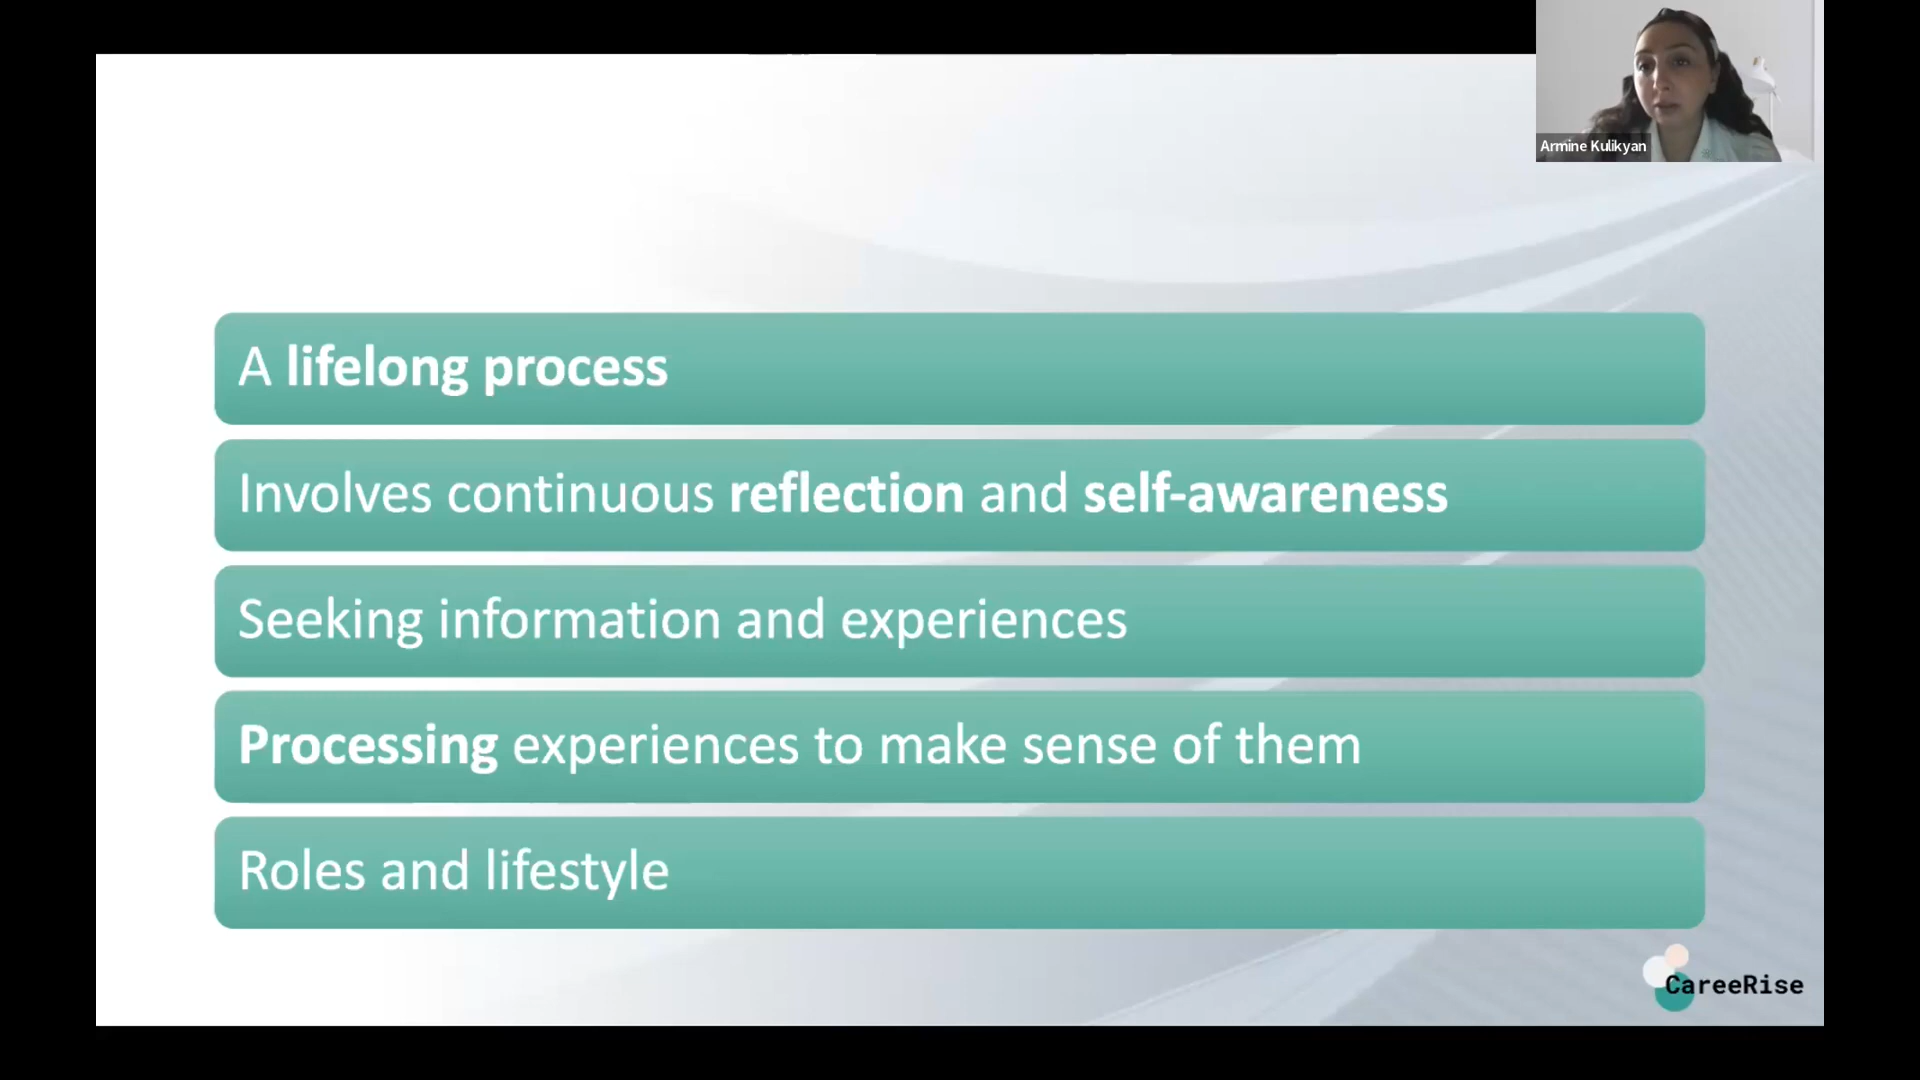 Armine Kulikyan
A lifelong process
Involves continuous reflection and self-awareness
Seeking information and experiences
Processing experiences to make sense of them
Roles and lifestyle
CareeRise